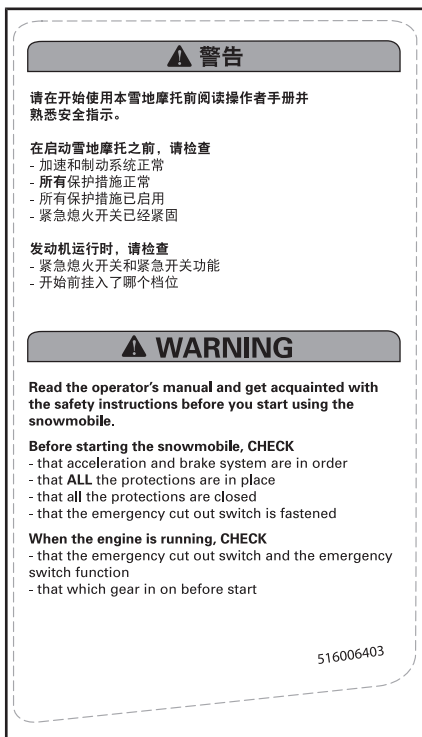 警告
请在开始使用本雪地摩托前阅读操作者手册并
熟悉安全指示。
在启动雪地摩托之前，请检查
- 加速和制动系统正常
- 所有保护措施正常
- 所有保护措施已启用
- 紧急熄火开关已经紧固
发动机运行时，请检查
- 紧急熄火开关和紧急开关功能
- 开始前挂入了哪个档位
WARNING
Read the operator's manual and get acquainted with
the safety instructions before you start using the
snowmobile.
Before starting the snowmobile, CHECK
- that acceleration and brake system are in order
- that ALL the protections are in place
- that all the protections are closed
- that the emergency cut out switch is fastened
When the engine is running, CHECK
- that the emergency cut out switch and the emergency
switch function
- that which gear in on before start
516006403